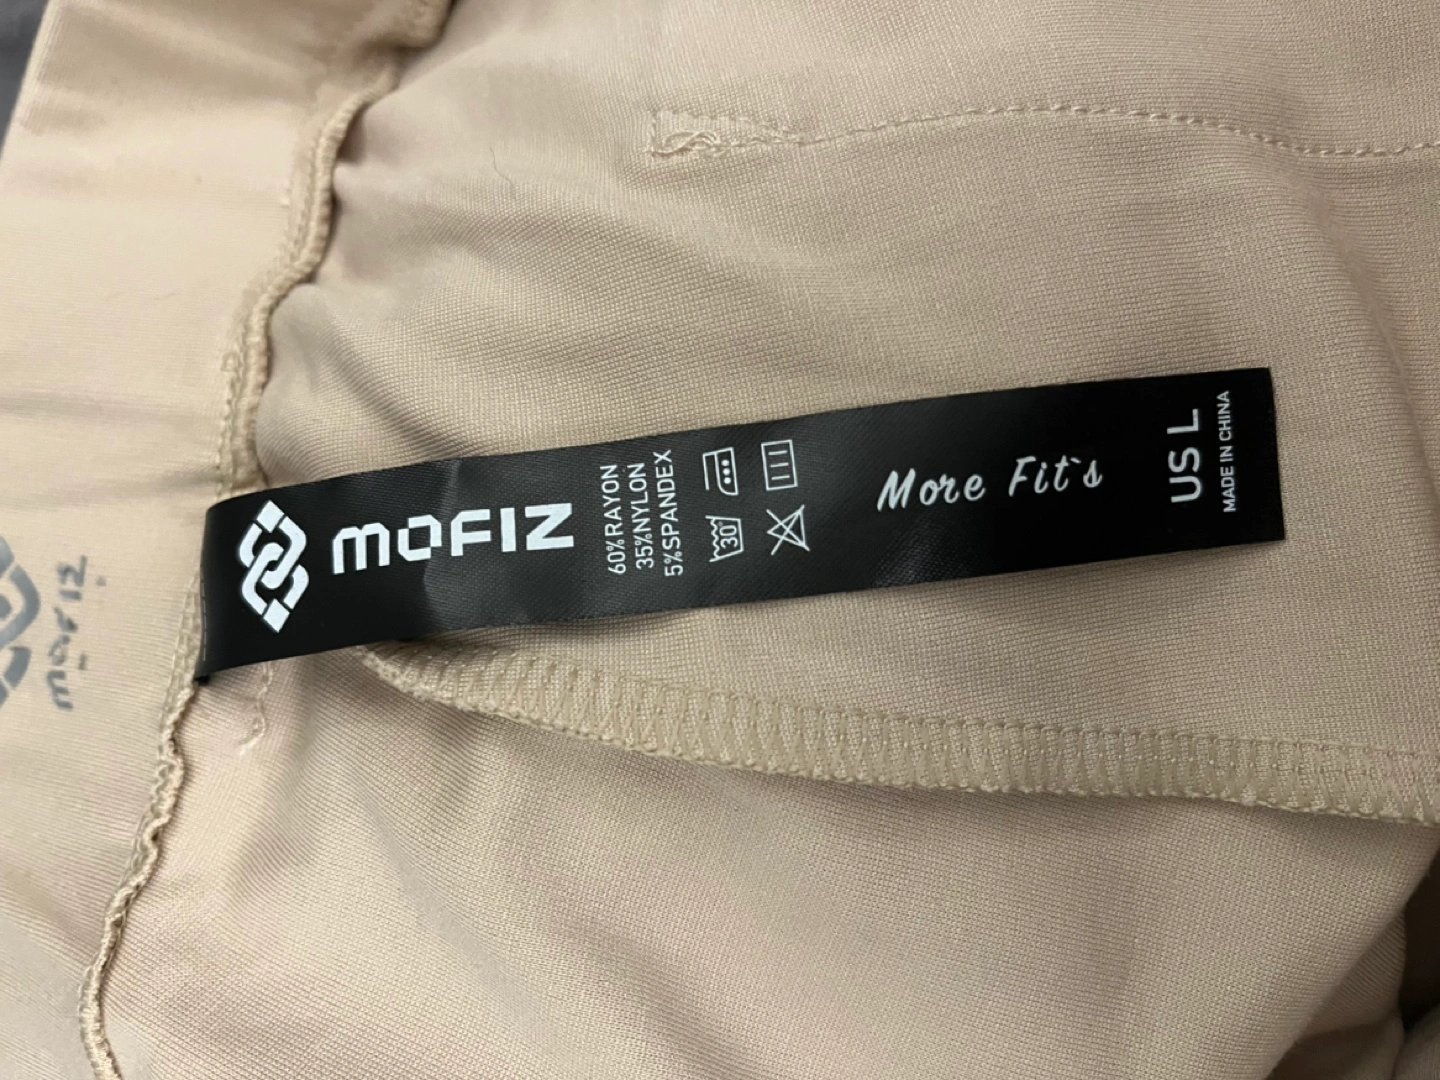 MOFIZ
60%RAYON
35%NYLON
5%SPANDEX
30°
More Fit`s
US L
MADE IN CHINA
mofiz